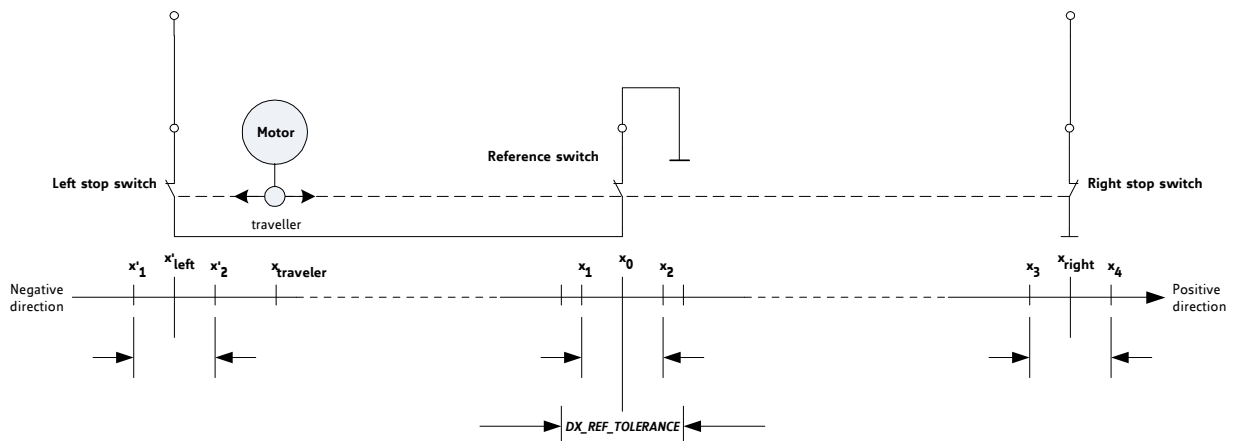 Motor
Reference switch
Left stop switch
Right stop switch
traveller
x'1
x'left
x'2
xtraveler
x1
x0
x2
x3
xright
x4
Negative
direction
Positive
direction
DX_REF_TOLERANCE